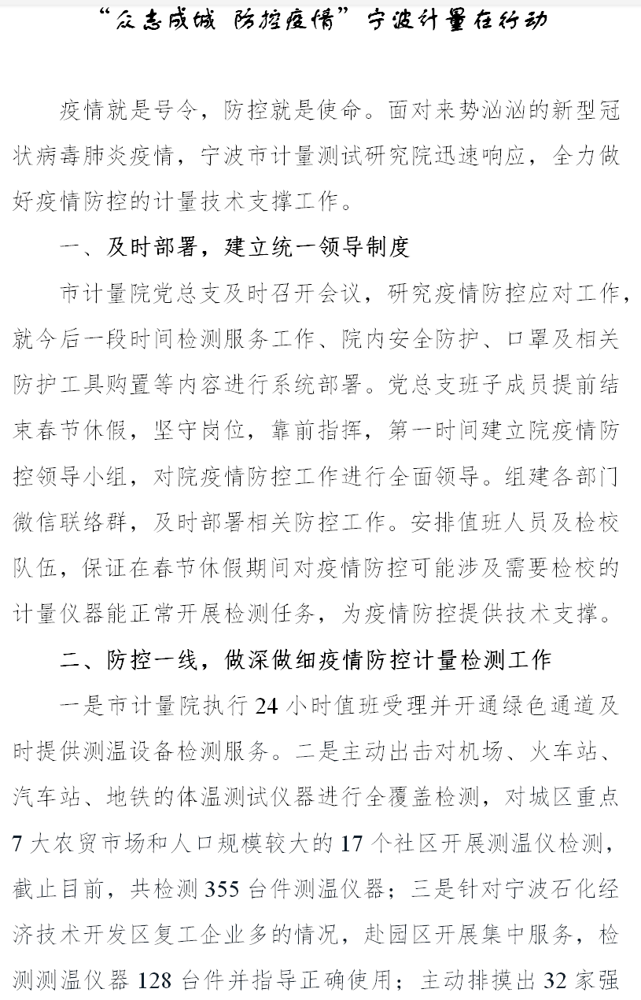 “众志成城 防控疫情”宁波计量在行动
疫情就是号令，防控就是使命。面对来势汹汹的新型冠
状病毒肺炎疫情，宁波市计量测试研究院迅速响应，全力做
好疫情防控的计量技术支撑工作。
一、及时部署，建立统一领导制度
市计量院党总支及时召开会议，研究疫情防控应对工作，
就今后一段时间检测服务工作、院内安全防护、口罩及相关
防护工具购置等内容进行系统部署。党总支班子成员提前结
束春节休假，坚守岗位，靠前指挥，第一时间建立院疫情防
控领导小组，对院疫情防控工作进行全面领导。组建各部门
微信联络群，及时部署相关防控工作。安排值班人员及检校
队伍，保证在春节休假期间对疫情防控可能涉及需要检校的
计量仪器能正常开展检测任务，为疫情防控提供技术支撑。
二、防控一线，做深做细疫情防控计量检测工作
一是市计量院执行 24 小时值班受理并开通绿色通道及
时提供测温设备检测服务。二是主动出击对机场、火车站、
汽车站、地铁的体温测试仪器进行全覆盖检测，对城区重点
7 大农贸市场和人口规模较大的 17 个社区开展测温仪检测，
截止目前，共检测 355 台件测温仪器；三是针对宁波石化经
济技术开发区复工企业多的情况，赴园区开展集中服务，检
测测温仪器 128 台件并指导正确使用；主动排摸出 32 家强